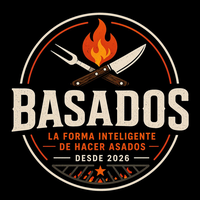 BASADOS
LA FORMA INTELIGENTE
DE HACER ASADOS
DESDE 2026